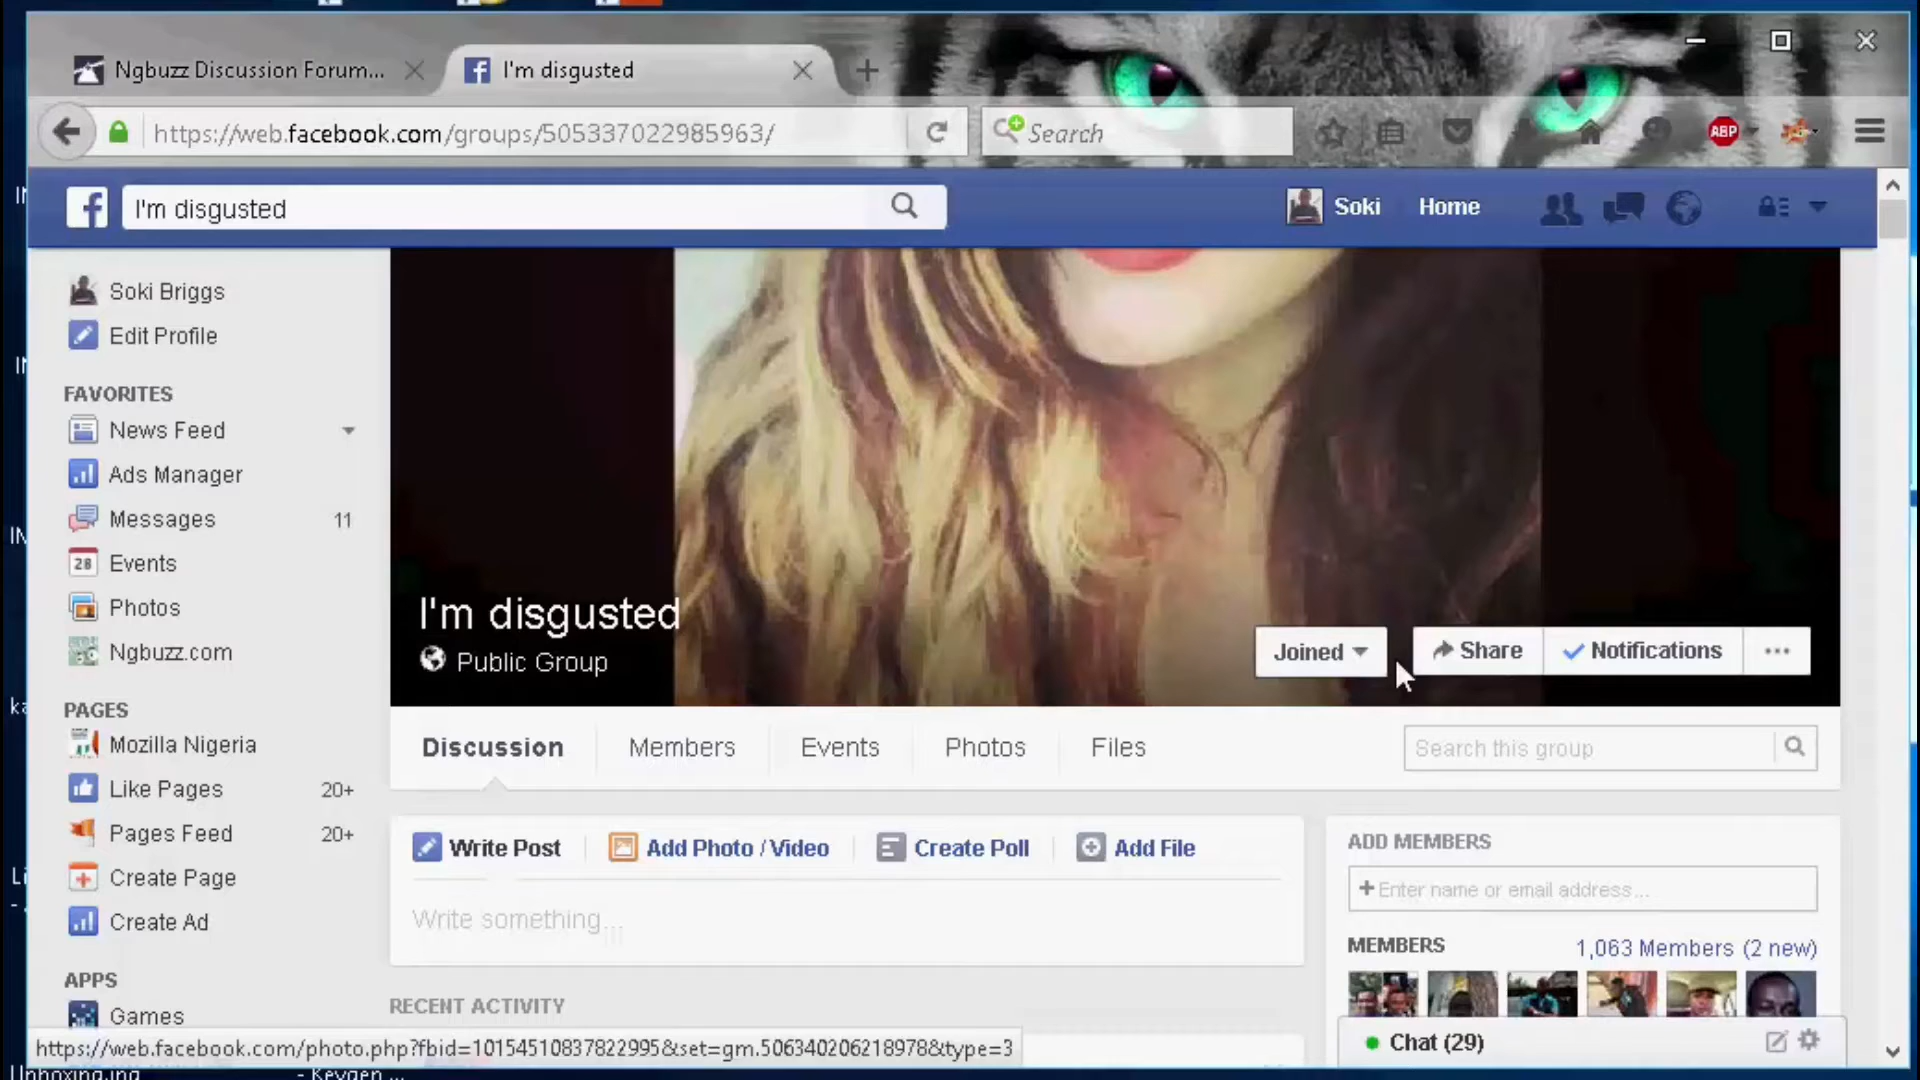 Ngbuzz Discussion Forum...
I'm disgusted
https://web.facebook.com/groups/505337022985963/
Search
ABP
I'm disgusted
Soki
Home
Soki Briggs
Edit Profile
FAVORITES
News Feed
Ads Manager
Messages 11
28 Events
Photos
Ngbuzz.com
PAGES
Mozilla Nigeria
Like Pages 20+
Pages Feed 20+
Create Page
Create Ad
APPS
Games
I'm disgusted
Public Group
Joined
Share
Notifications
Discussion
Members
Events
Photos
Files
Search this group
Write Post
Add Photo / Video
Create Poll
Add File
Write something...
RECENT ACTIVITY
ADD MEMBERS
+ Enter name or email address...
MEMBERS
1,063 Members (2 new)
Chat (29)
https://web.facebook.com/photo.php?fbid=10154510837822995&set=gm.506340206218978&type=3
- Keygen ...